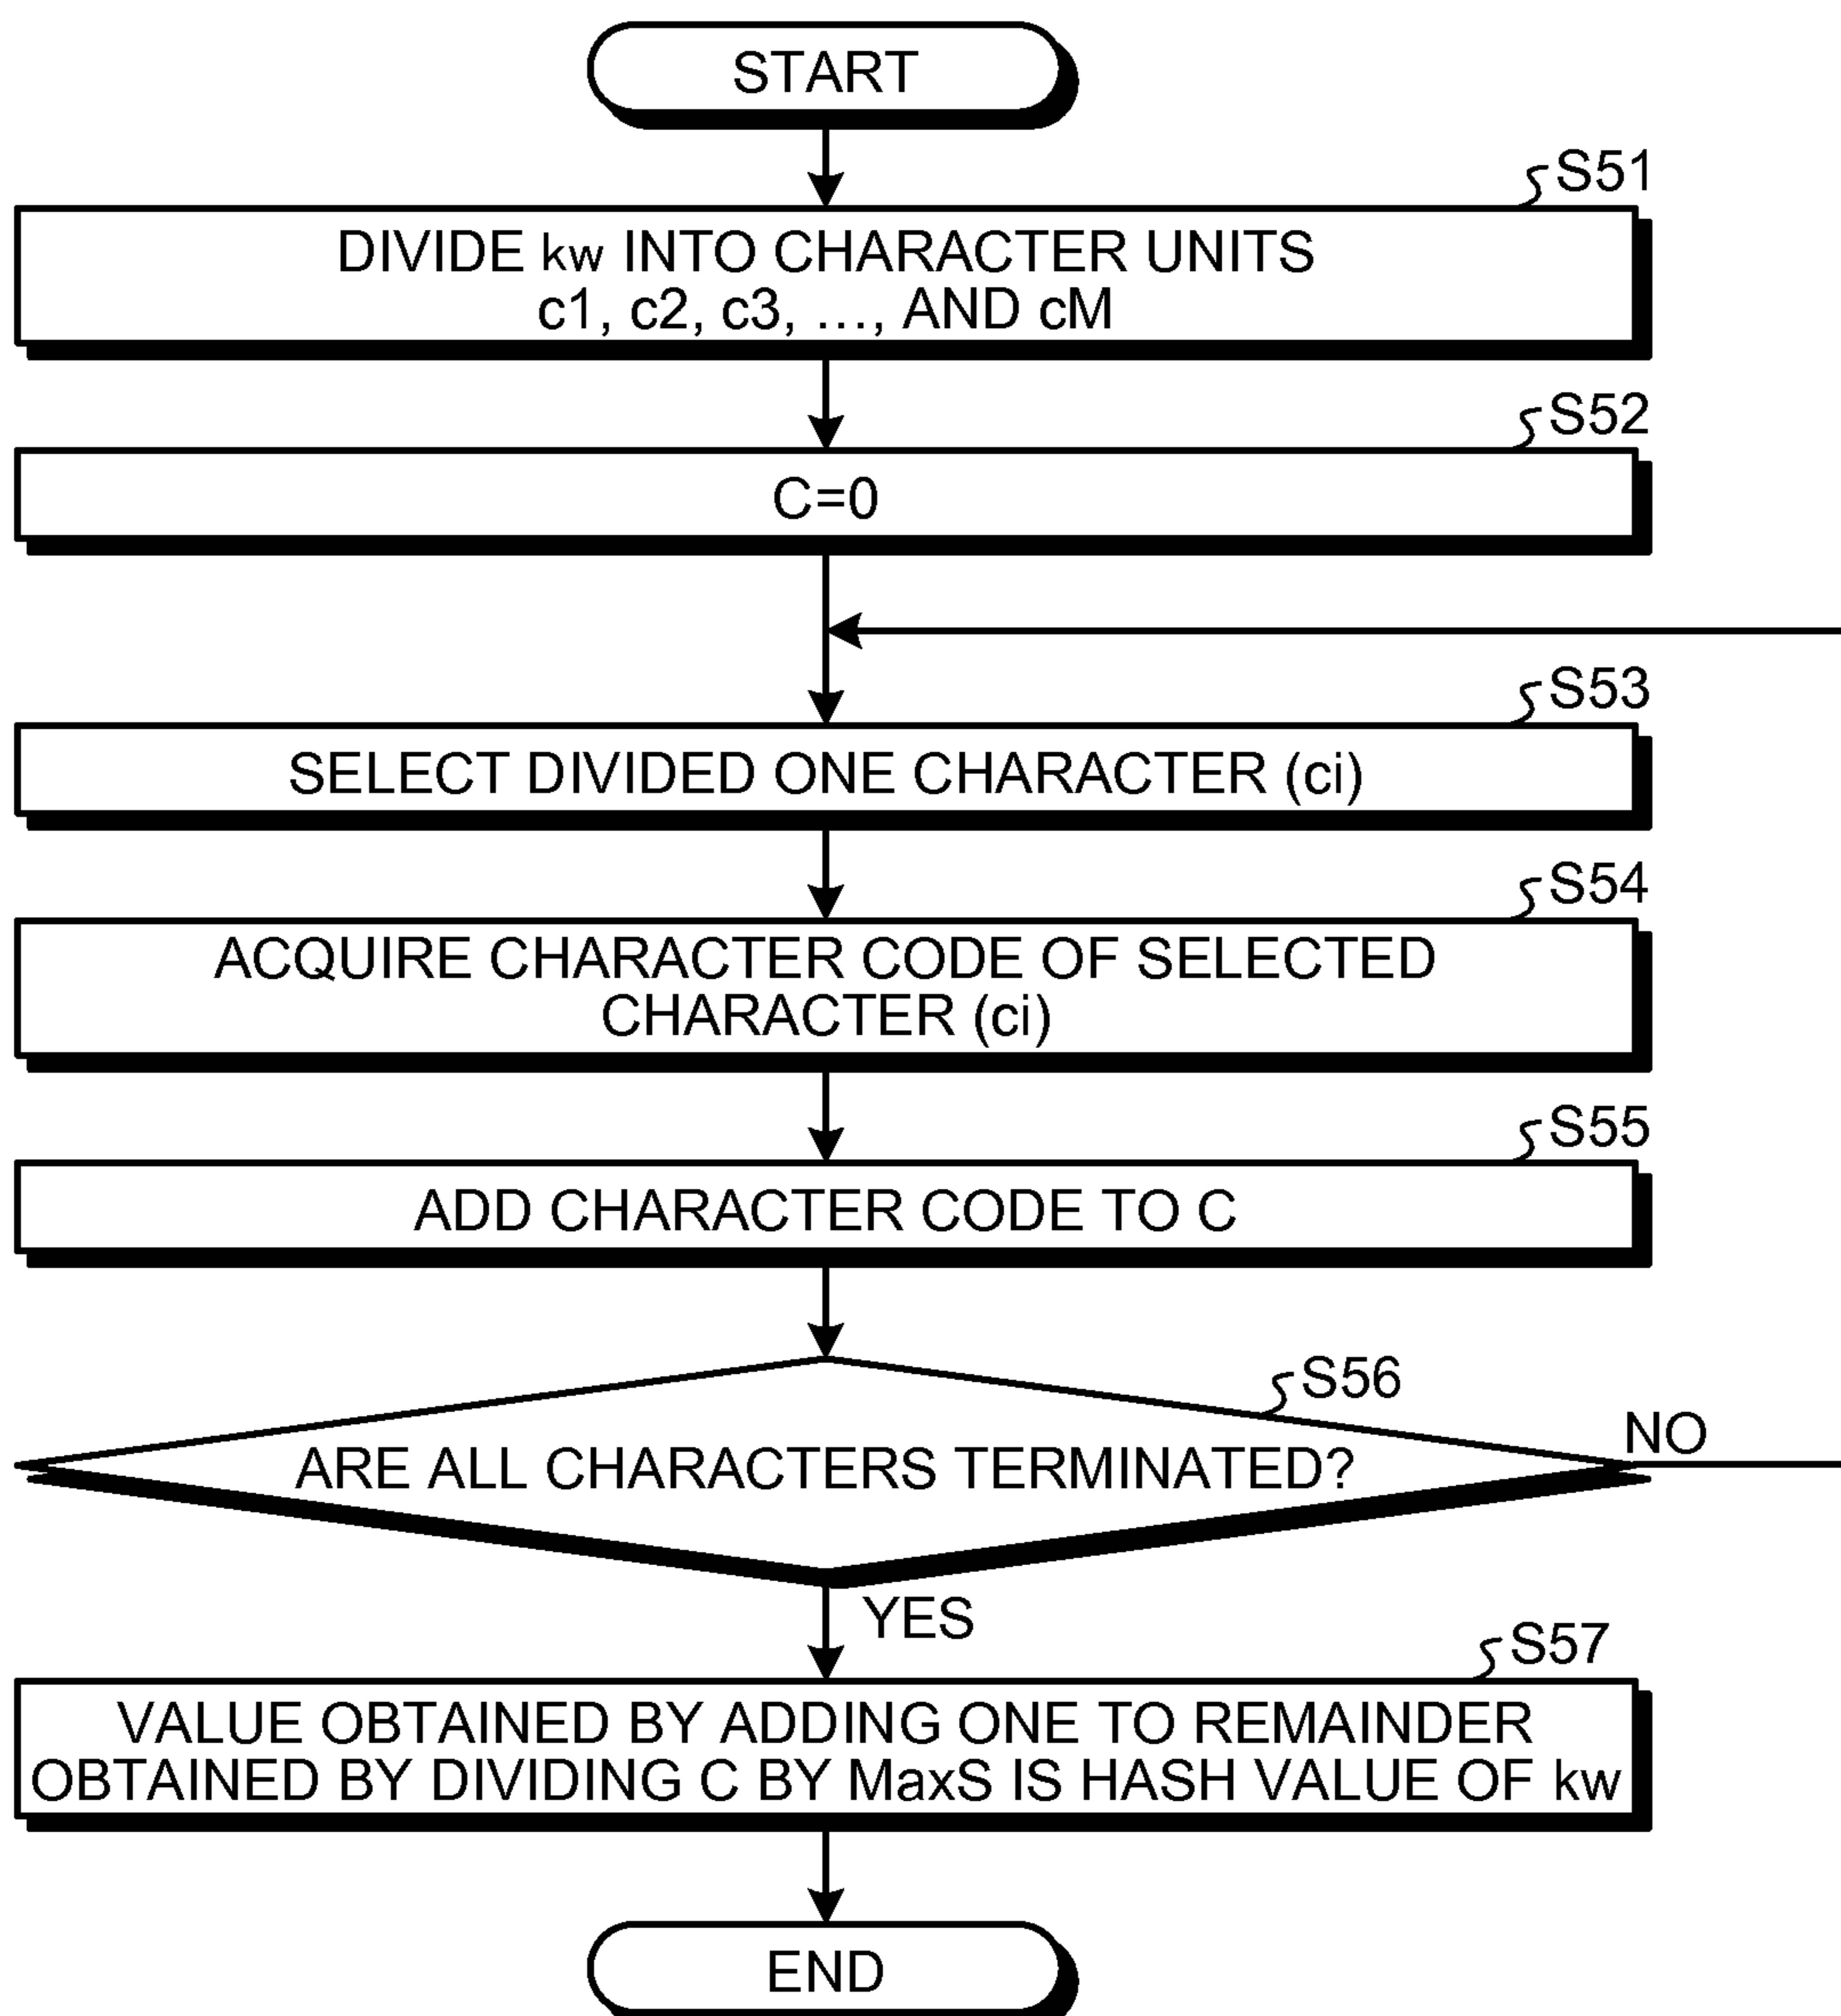 START
S51
DIVIDE kw INTO CHARACTER UNITS
c1, c2, c3, ..., AND cM
S52
C=0
S53
SELECT DIVIDED ONE CHARACTER (ci)
S54
ACQUIRE CHARACTER CODE OF SELECTED
CHARACTER (ci)
S55
ADD CHARACTER CODE TO C
S56
ARE ALL CHARACTERS TERMINATED?
NO
YES
S57
VALUE OBTAINED BY ADDING ONE TO REMAINDER
OBTAINED BY DIVIDING C BY MaxS IS HASH VALUE OF kw
END